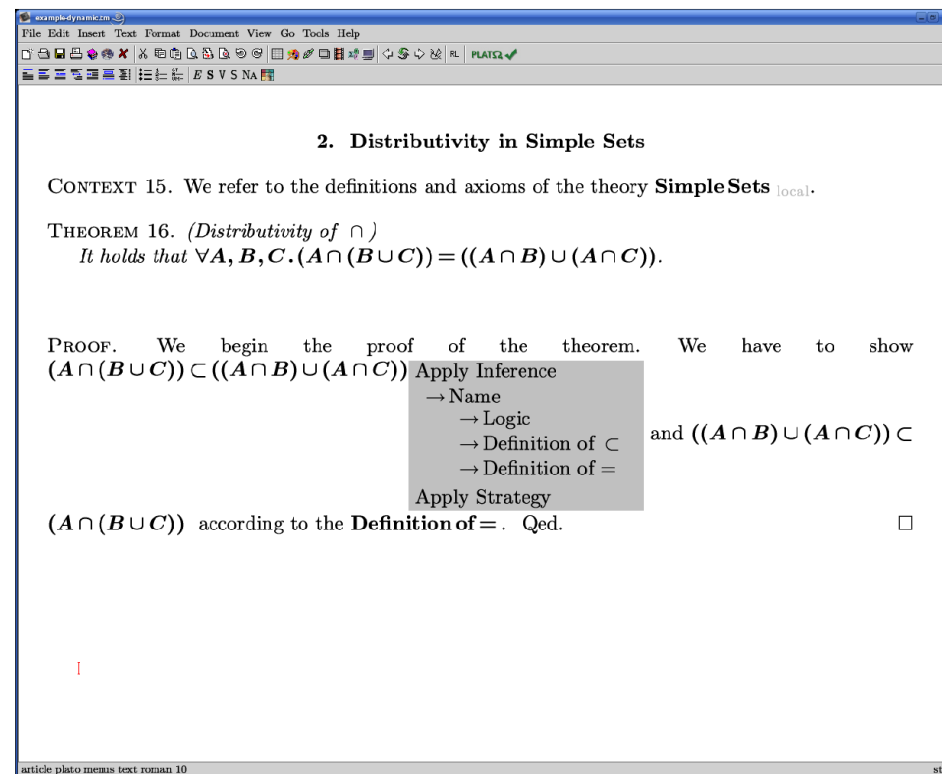 example-dynamic.tm
File Edit Insert Text Format Document View Go Tools Help
RL PLATΩ
E S V S NA
2. Distributivity in Simple Sets
CONTEXT 15. We refer to the definitions and axioms of the theory Simple Sets local.
THEOREM 16. (Distributivity of ∩ )
It holds that ∀A, B, C.(A∩(B∪C)) = ((A∩B)∪(A∩C)).
PROOF. We begin the proof of the theorem. We have to show
(A∩(B∪C))⊂((A∩B)∪(A∩C)) Apply Inference
→Name
→Logic
→Definition of ⊂
and ((A∩B)∪(A∩C))⊂
→Definition of =
Apply Strategy
(A∩(B∪C)) according to the Definition of = . Qed. □
article plato menus text roman 10
st